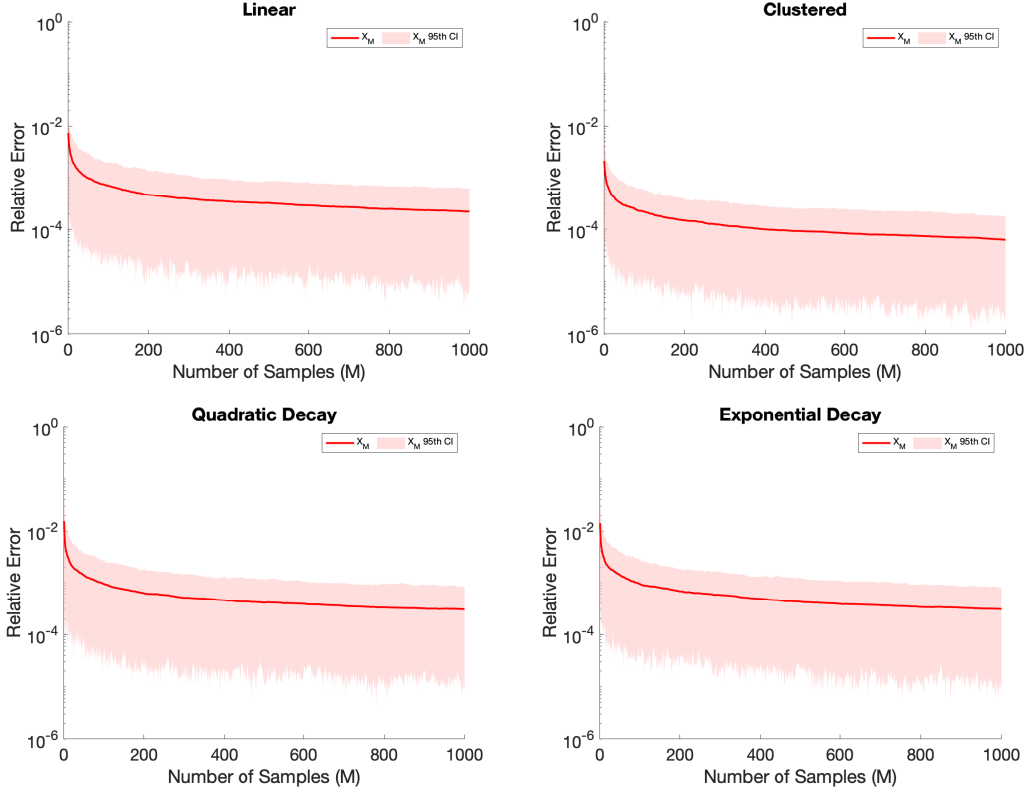 Linear
10^0
10^-2
10^-4
10^-6
Relative Error
X_M X_M 95th CI
0 200 400 600 800 1000
Number of Samples (M)
Clustered
10^0
10^-2
10^-4
10^-6
Relative Error
X_M X_M 95th CI
0 200 400 600 800 1000
Number of Samples (M)
Quadratic Decay
10^0
10^-2
10^-4
10^-6
Relative Error
X_M X_M 95th CI
0 200 400 600 800 1000
Number of Samples (M)
Exponential Decay
10^0
10^-2
10^-4
10^-6
Relative Error
X_M X_M 95th CI
0 200 400 600 800 1000
Number of Samples (M)